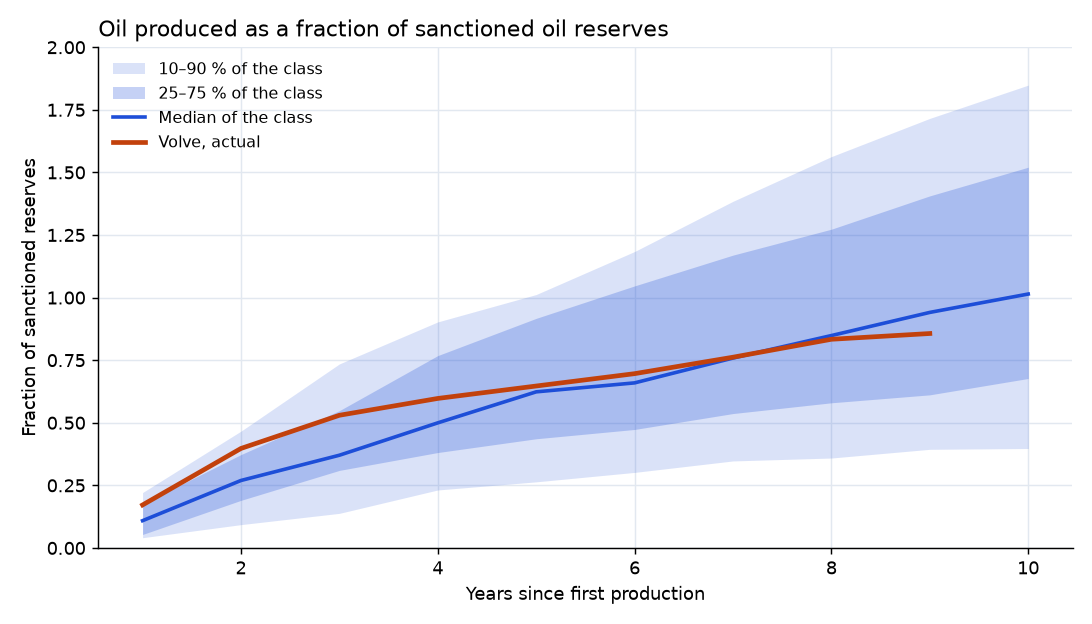 Oil produced as a fraction of sanctioned oil reserves
10–90 % of the class
25–75 % of the class
Median of the class
Volve, actual
Fraction of sanctioned reserves
2.00
1.75
1.50
1.25
1.00
0.75
0.50
0.25
0.00
2 4 6 8 10
Years since first production